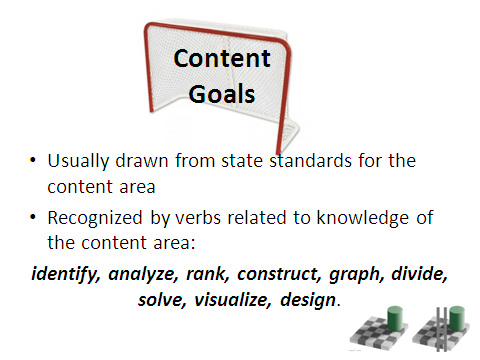 Content
Goals
• Usually drawn from state standards for the
content area
• Recognized by verbs related to knowledge of
the content area:
identify, analyze, rank, construct, graph, divide,
solve, visualize, design.